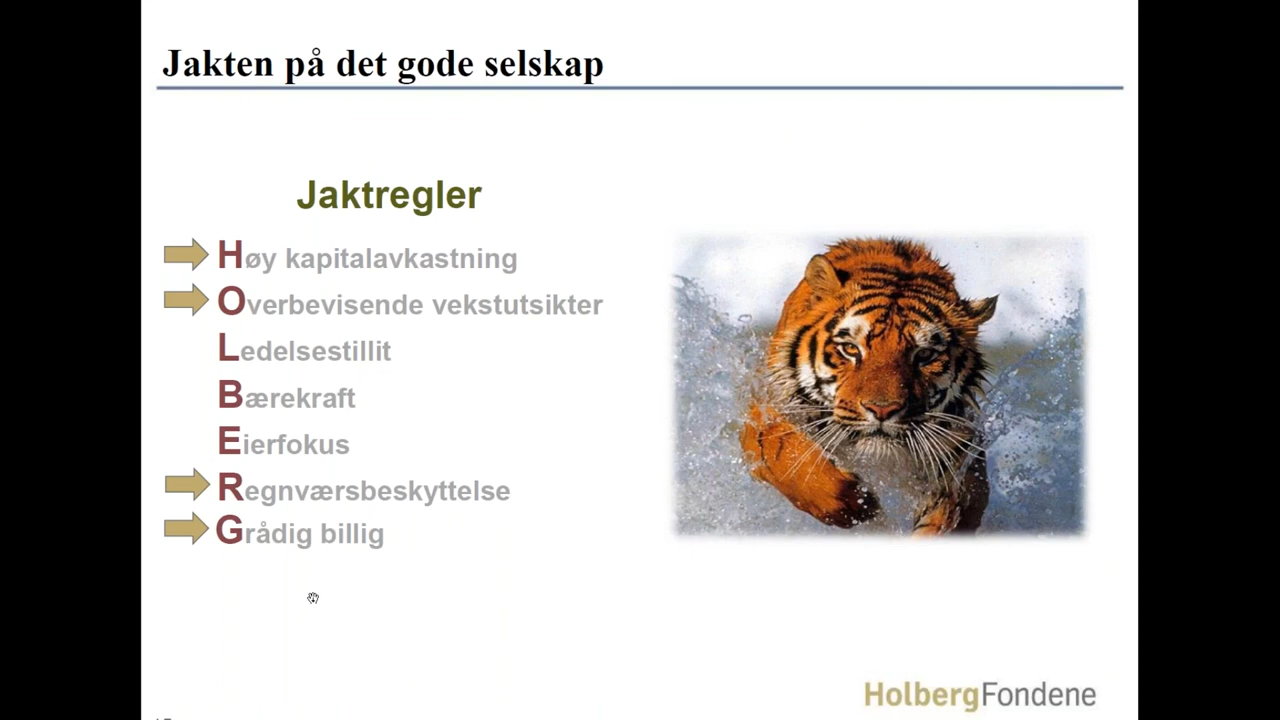 Jakten på det gode selskap
Jaktregler
Høy kapitalavkastning
Overbevisende vekstutsikter
Ledelsestillit
Bærekraft
Eierfokus
Regnværsbeskyttelse
Grådig billig
HolbergFondene